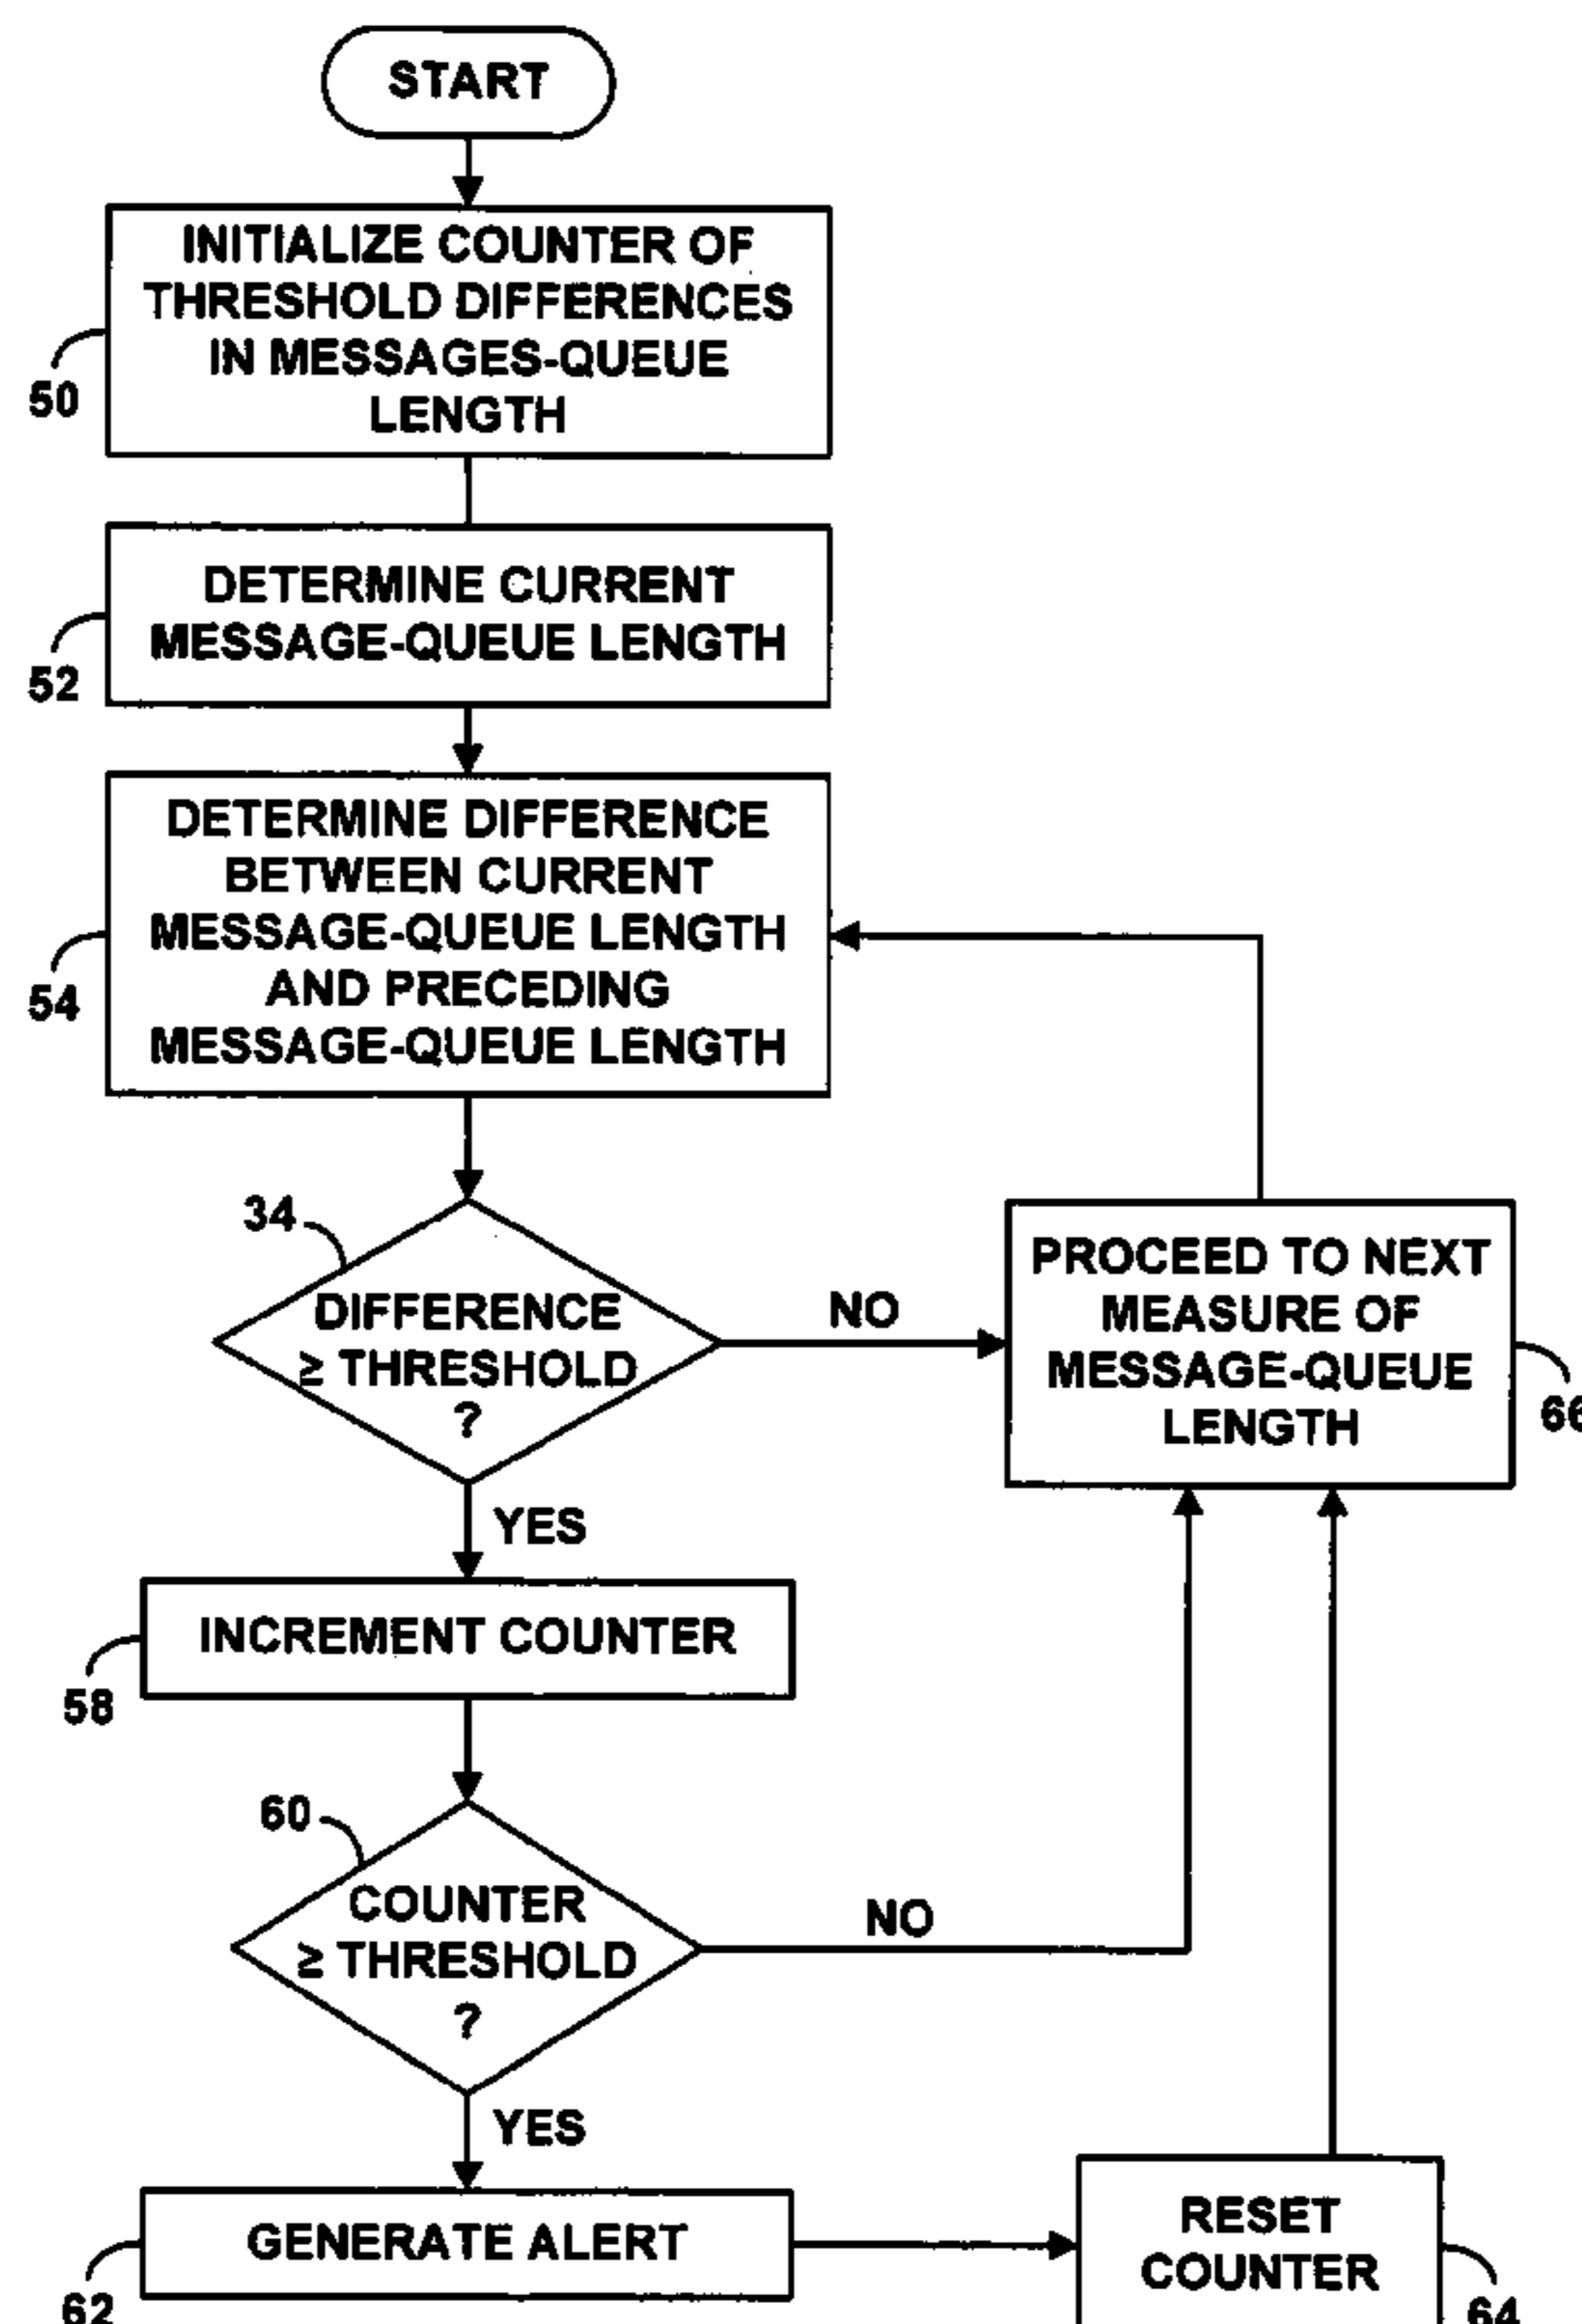 START
INITIALIZE COUNTER OF
THRESHOLD DIFFERENCES
IN MESSAGES-QUEUE
LENGTH
50
DETERMINE CURRENT
MESSAGE-QUEUE LENGTH
52
DETERMINE DIFFERENCE
BETWEEN CURRENT
MESSAGE-QUEUE LENGTH
AND PRECEDING
MESSAGE-QUEUE LENGTH
54
34
DIFFERENCE
≥ THRESHOLD
?
NO
PROCEED TO NEXT
MEASURE OF
MESSAGE-QUEUE
LENGTH
66
YES
INCREMENT COUNTER
58
60
COUNTER
≥ THRESHOLD
?
NO
YES
GENERATE ALERT
62
RESET
COUNTER
64